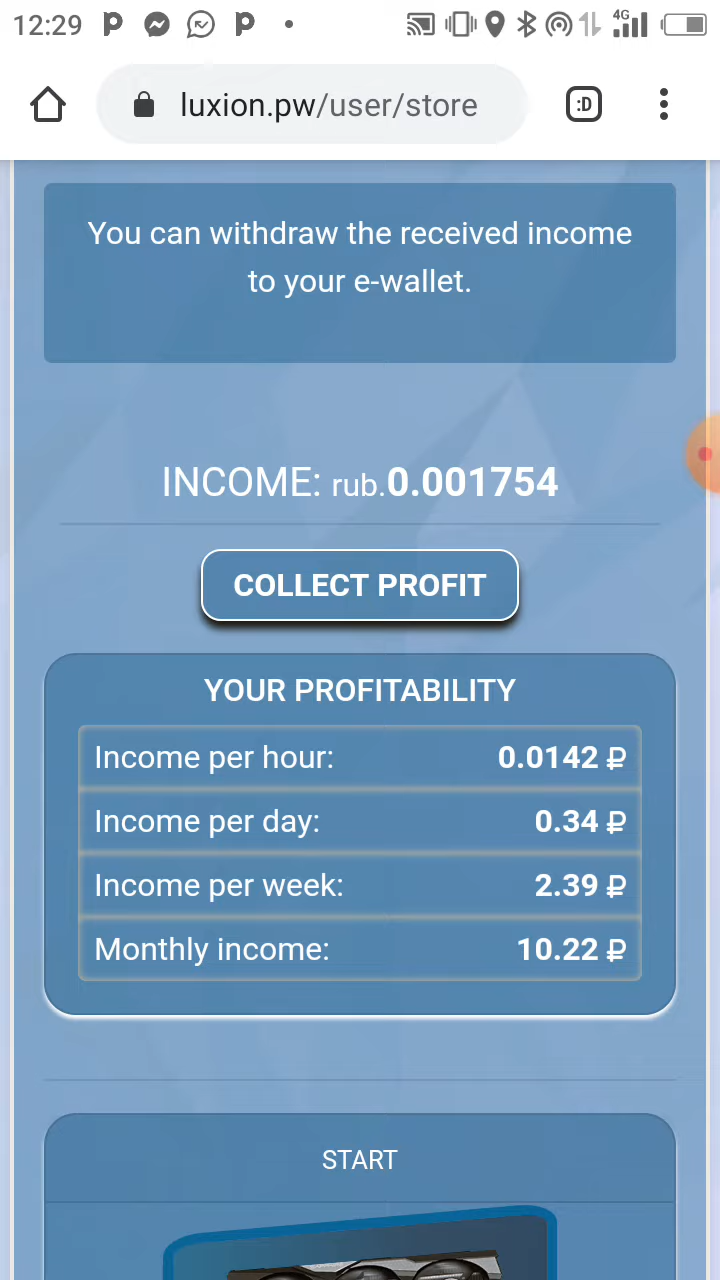 12:29
4G
:D
luxion.pw/user/store
You can withdraw the received income
to your e-wallet.
INCOME: rub.0.001754
COLLECT PROFIT
YOUR PROFITABILITY
Income per hour: 0.0142 ₽
Income per day: 0.34 ₽
Income per week: 2.39 ₽
Monthly income: 10.22 ₽
START